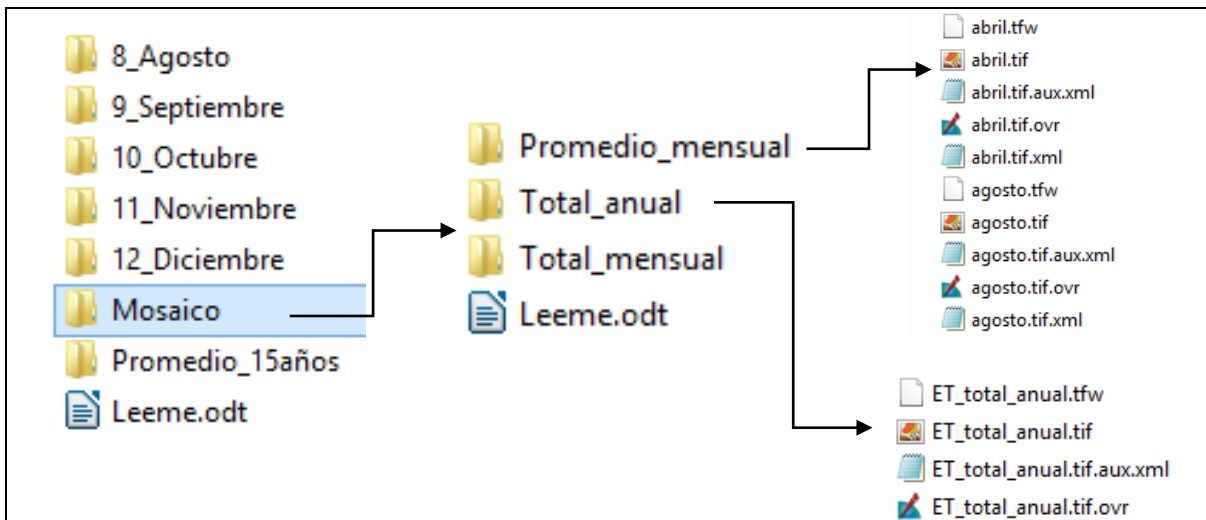 8_Agosto
9_Septiembre
10_Octubre
11_Noviembre
12_Diciembre
Mosaico
Promedio_15años
Leeme.odt
Promedio_mensual
Total_anual
Total_mensual
Leeme.odt
abril.tfw
abril.tif
abril.tif.aux.xml
abril.tif.ovr
abril.tif.xml
agosto.tfw
agosto.tif
agosto.tif.aux.xml
agosto.tif.ovr
agosto.tif.xml
ET_total_anual.tfw
ET_total_anual.tif
ET_total_anual.tif.aux.xml
ET_total_anual.tif.ovr